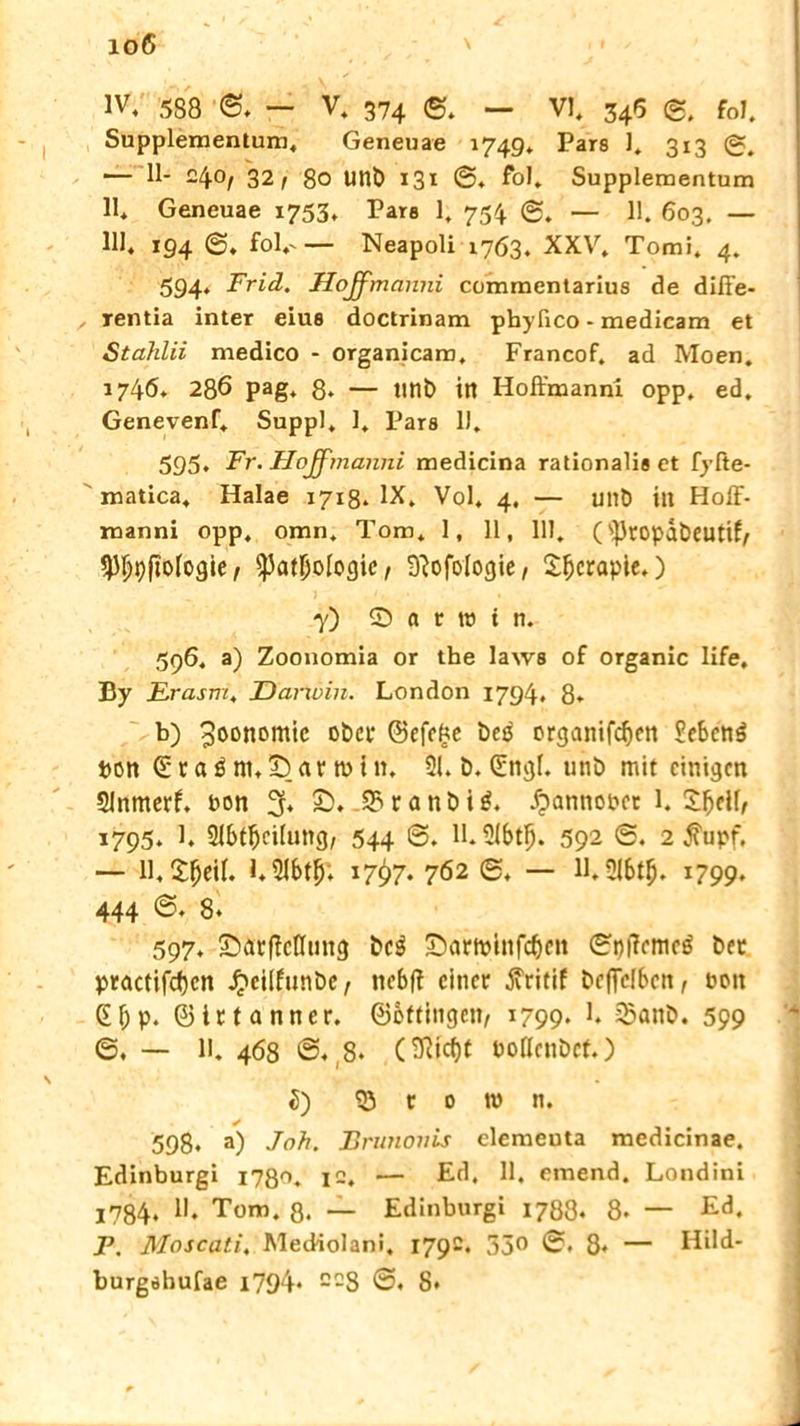 106
IV. 588 S. — V. 374 S. — VI. 346 S. fol.
Supplementum. Geneuae 1749. Pars I. 313 S.
— II. 240, 32, 80 und 131 S. fol. Supplementum
II. Geneuae 1753. Pars I. 754 S. — II. 603. —
III. 194 S. fol. — Neapoli 1763. XXV. Tomi. 4.
594. Frid. Hoffmanni commentarius de diffe-
rentia inter eius doctrinam phyſico-medicam et
Stahlii medico-organicam. Francof. ad Moen.
1746. 286 pag. 8. — und in Hoffmanni opp. ed.
Genevenſ. Suppl. I. Pars II.
595. Fr. Hoffmanni medicina rationalis et ſyſte-
matica. Halae 1718. IX. Vol. 4. — und in Hoff-
manni opp. omn. Tom. I, II, III. (Propädeutik,
Phyſiologie, Pathologie, Noſologie, Therapie.)
γ) Darwin.
596. a) Zoonomia or the laws of organic life.
By Erasm. Darwin. London 1794. 8.
b) Zoonomie oder Geſetze des organiſchen Lebens
von Erasm. Darwin. A. d. Engl. und mit einigen
Anmerk. von J. D. Brandis. Hannover I. Theil,
1795. I. Abtheilung, 544 S. II. Abth. 592 S. 2 Kupf.
— II. Theil. I. Abth. 1797. 762 S. — II. Abth. 1799.
444 S. 8.
597. Darſtellung des Darwinſchen Syſtemes der
practiſchen Heilkunde, nebſt einer Kritik deſſelben, von
Chp. Girtanner. Göttingen, 1799. I. Band. 599
S. — II. 468 S. 8. (Nicht vollendet.)
δ) Brown.
598. a) Joh. Brunonis elementa medicinae.
Edinburgi 1780. 12. — Ed. II. emend. Londini
1784. II. Tom. 8. — Edinburgi 1788. 8. — Ed.
P. Moscati. Mediolani. 1792. 330 S. 8. — Hild-
burgshuſae 1794. 228 S. 8.